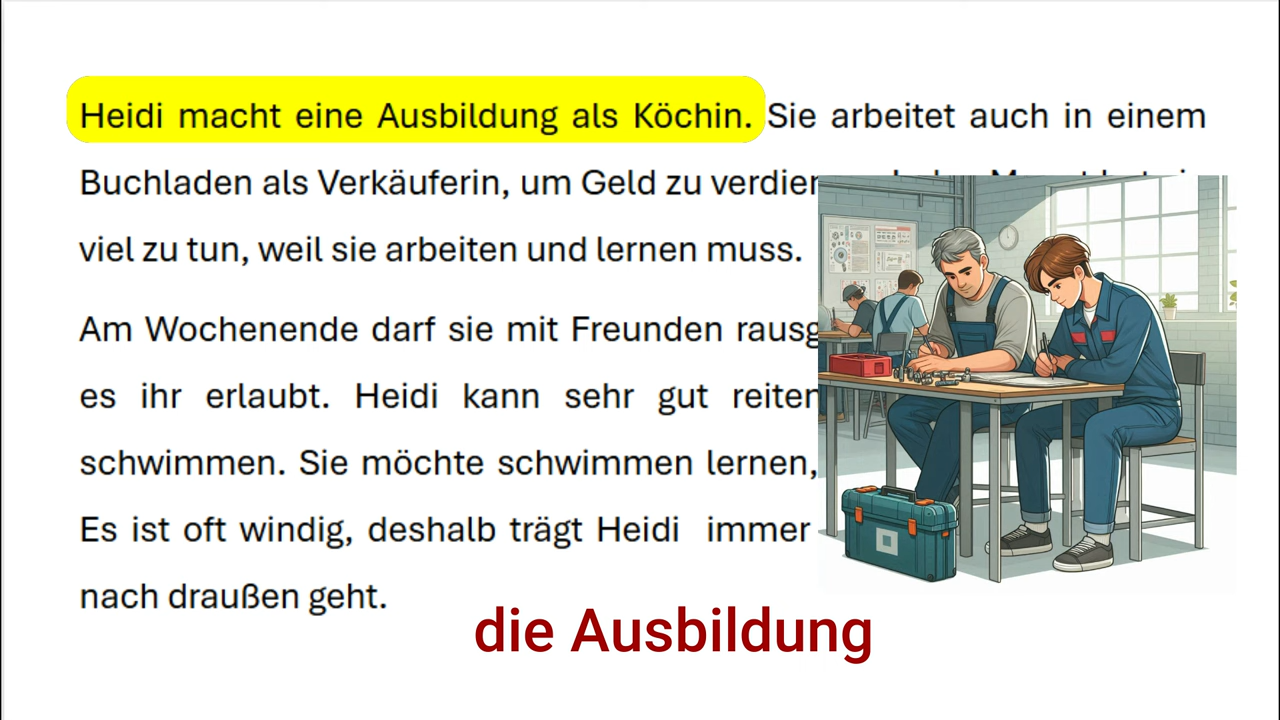 Heidi macht eine Ausbildung als Köchin. Sie arbeitet auch in einem
Buchladen als Verkäuferin, um Geld zu
viel zu tun, weil sie arbeiten und lernen muss.
Am Wochenende darf sie mit Freunden
es ihr erlaubt. Heidi kann sehr gut
schwimmen. Sie möchte schwimmen lernen,
Es ist oft windig, deshalb trägt Heidi immer
nach draußen geht.
die Ausbildung